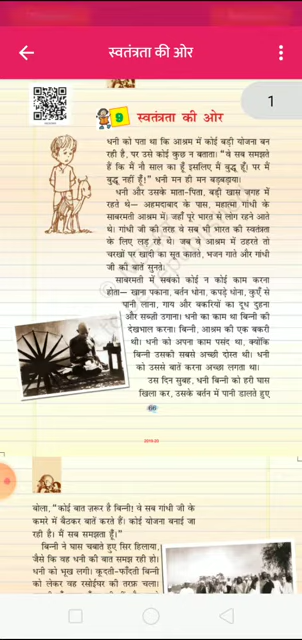 स्वतंत्रता की ओर
1
9 स्वतंत्रता की ओर
धनी को पता था कि आश्रम में कोई बड़ी योजना बन
रही है, पर उसे कोई कुछ न बताता। “वे सब समझते
हैं कि मैं नौ साल का हूँ इसलिए मैं बुद्धू हूँ। पर मैं
बुद्धू नहीं हूँ!” धनी मन ही मन बड़बड़ाया।
धनी और उसके माता-पिता, बड़ी खास जगह में
रहते थे— अहमदाबाद के पास, महात्मा गांधी के
साबरमती आश्रम में। जहाँ पूरे भारत से लोग रहने आते
थे। गांधी जी की तरह वे सब भी भारत की स्वतंत्रता
के लिए लड़ रहे थे। जब वे आश्रम में ठहरते तो
चरखों पर खादी का सूत कातते, भजन गाते और गांधी
जी की बातें सुनते।
साबरमती में सबको कोई न कोई काम करना
होता— खाना पकाना, बर्तन धोना, कपड़े धोना, कुएँ से
पानी लाना, गाय और बकरियों का दूध दुहना
और सब्ज़ी उगाना। धनी का काम था बिन्नी की
देखभाल करना। बिन्नी, आश्रम की एक बकरी
थी। धनी को अपना काम पसंद था, क्योंकि
बिन्नी उसकी सबसे अच्छी दोस्त थी। धनी
को उससे बातें करना अच्छा लगता था।
उस दिन सुबह, धनी बिन्नी को हरी घास
खिला कर, उसके बर्तन में पानी डालते हुए
66
2019-20
बोला, “कोई बात ज़रूर है बिन्नी! वे सब गांधी जी के
कमरे में बैठकर बातें करते हैं। कोई योजना बनाई जा
रही है। मैं सब समझता हूँ।”
बिन्नी ने घास चबाते हुए सिर हिलाया,
जैसे कि वह धनी की बात समझ रही हो।
धनी को भूख लगी। कूदती-फाँदती बिन्नी
को लेकर वह रसोईघर की तरफ़ चला।